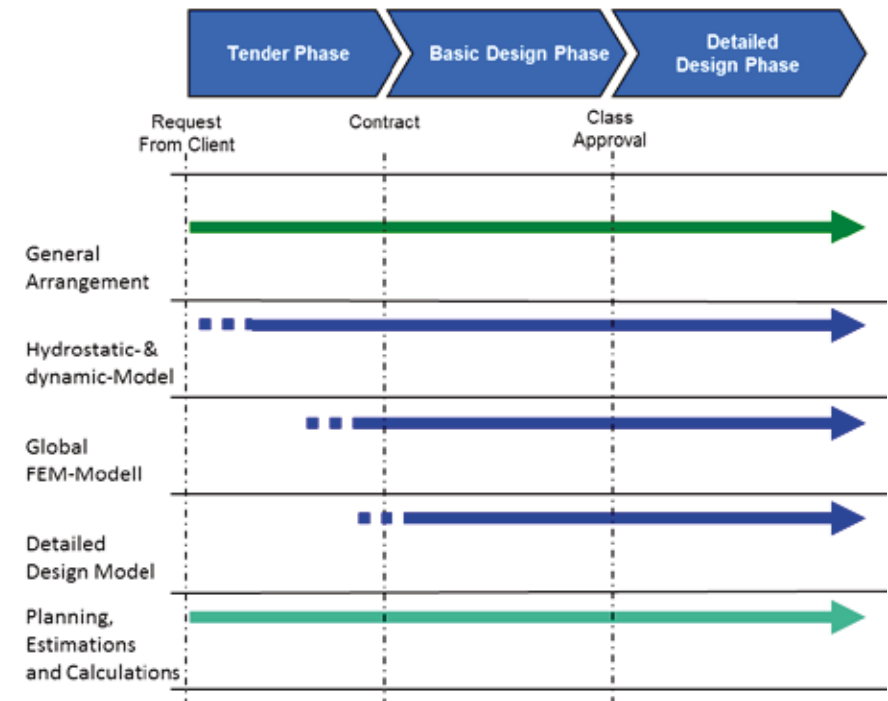 Tender Phase
Basic Design Phase
Detailed
Design Phase
Request
From Client
Contract
Class
Approval
General
Arrangement
Hydrostatic-&
dynamic-Model
Global
FEM-Modell
Detailed
Design Model
Planning,
Estimations
and Calculations